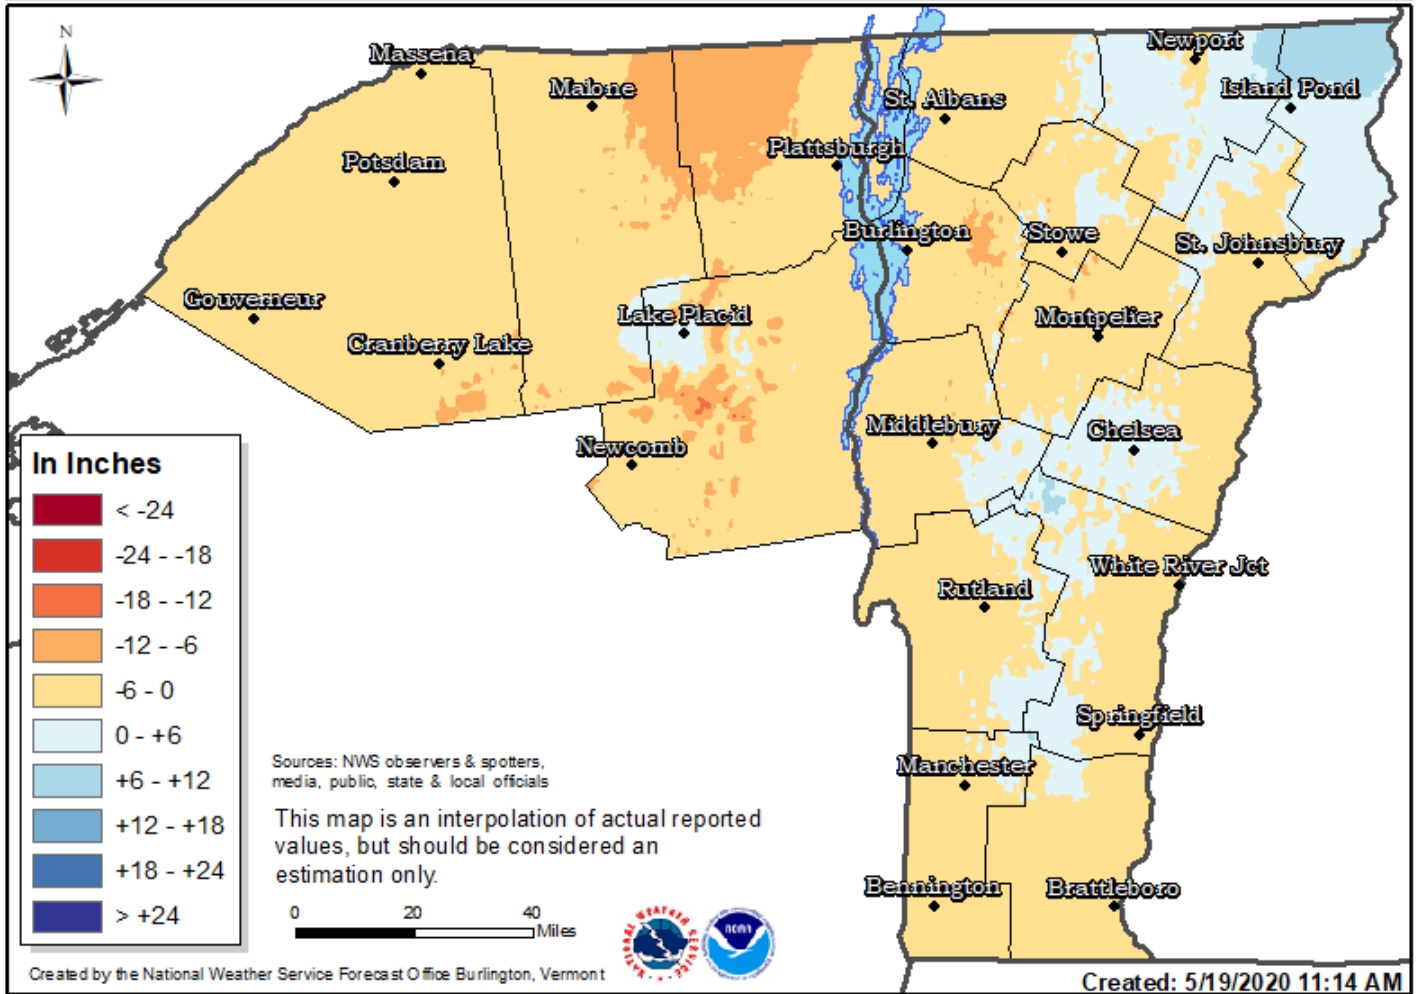 N
Massena
Malone
Newport
Island Pond
St. Albans
Plattsburgh
Potsdam
Burlington
Stowe
St. Johnsbury
Gouverneur
Lake Placid
Montpelier
Cranberry Lake
Middlebury
Chelsea
Newcomb
In Inches
< -24
-24 - -18
-18 - -12
-12 - -6
-6 - 0
0 - +6
+6 - +12
+12 - +18
+18 - +24
> +24
White River Jct
Rutland
Springfield
Manchester
Bennington
Brattleboro
Sources: NWS observers & spotters,
media, public, state & local officials
This map is an interpolation of actual reported
values, but should be considered an
estimation only.
0 20 40
Miles
NATIONAL WEATHER SERVICE
noaa
Created by the National Weather Service Forecast Office Burlington, Vermont
Created: 5/19/2020 11:14 AM